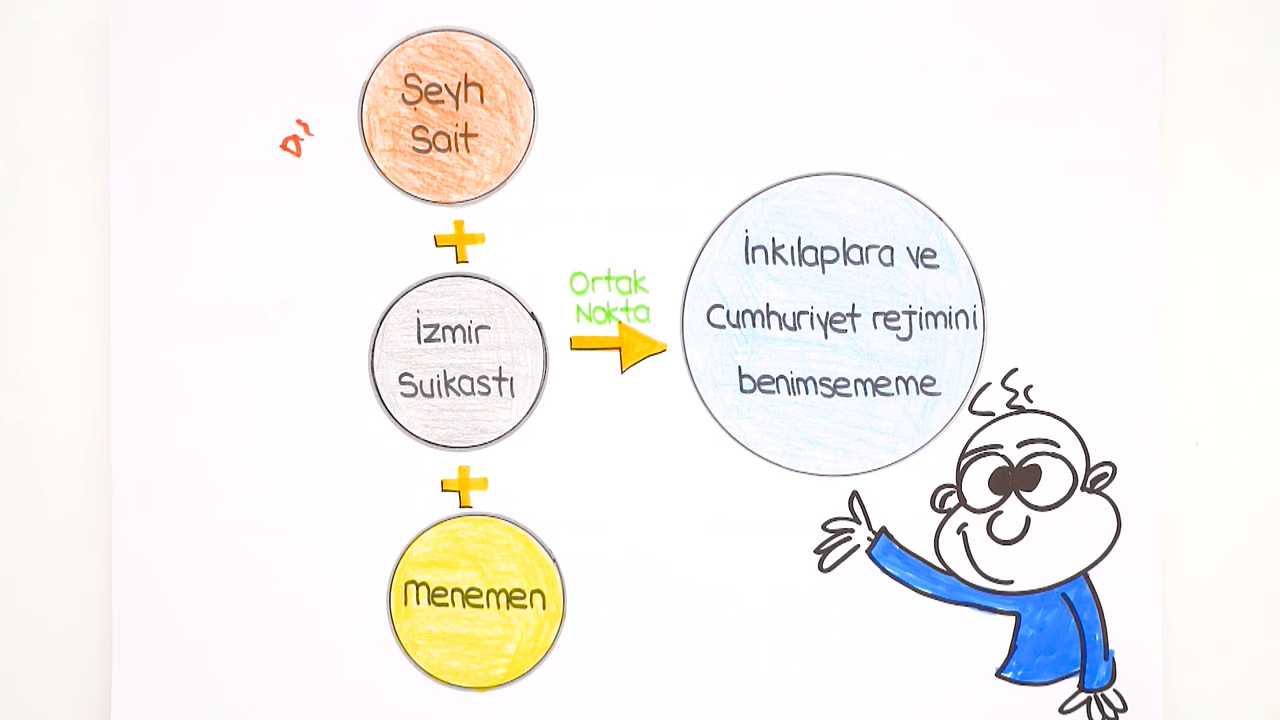 Şeyh
Sait
İzmir
Suikastı
Menemen
Ortak
Nokta
İnkılaplara ve
Cumhuriyet rejimini
benimsememe